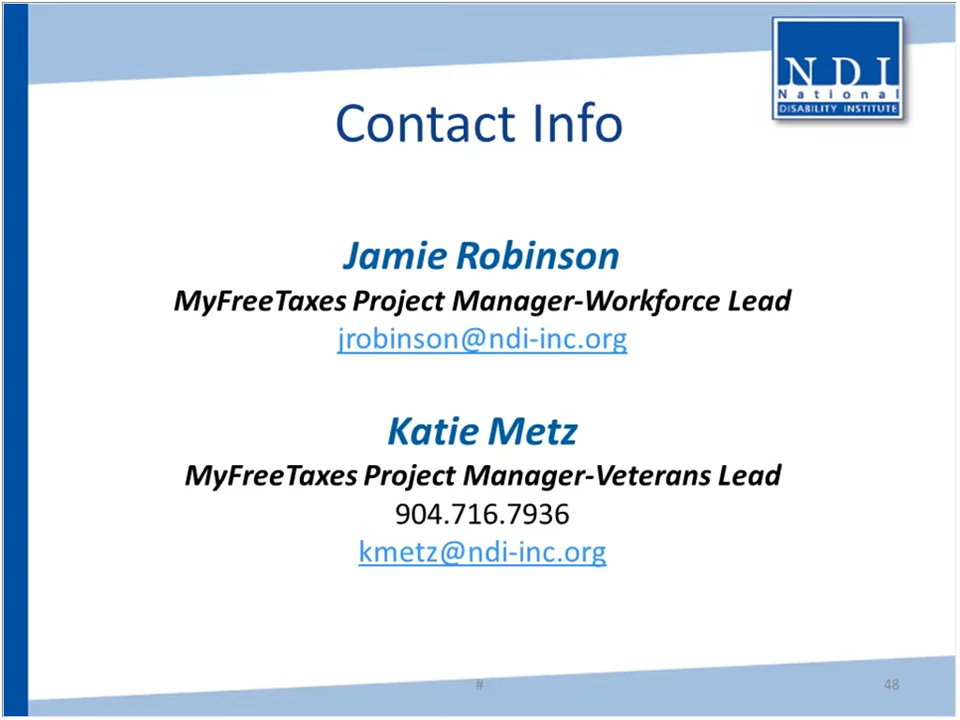 NDI
National
DISABILITY INSTITUTE
Contact Info
Jamie Robinson
MyFreeTaxes Project Manager-Workforce Lead
jrobinson@ndi-inc.org
Katie Metz
MyFreeTaxes Project Manager-Veterans Lead
904.716.7936
kmetz@ndi-inc.org
#
48